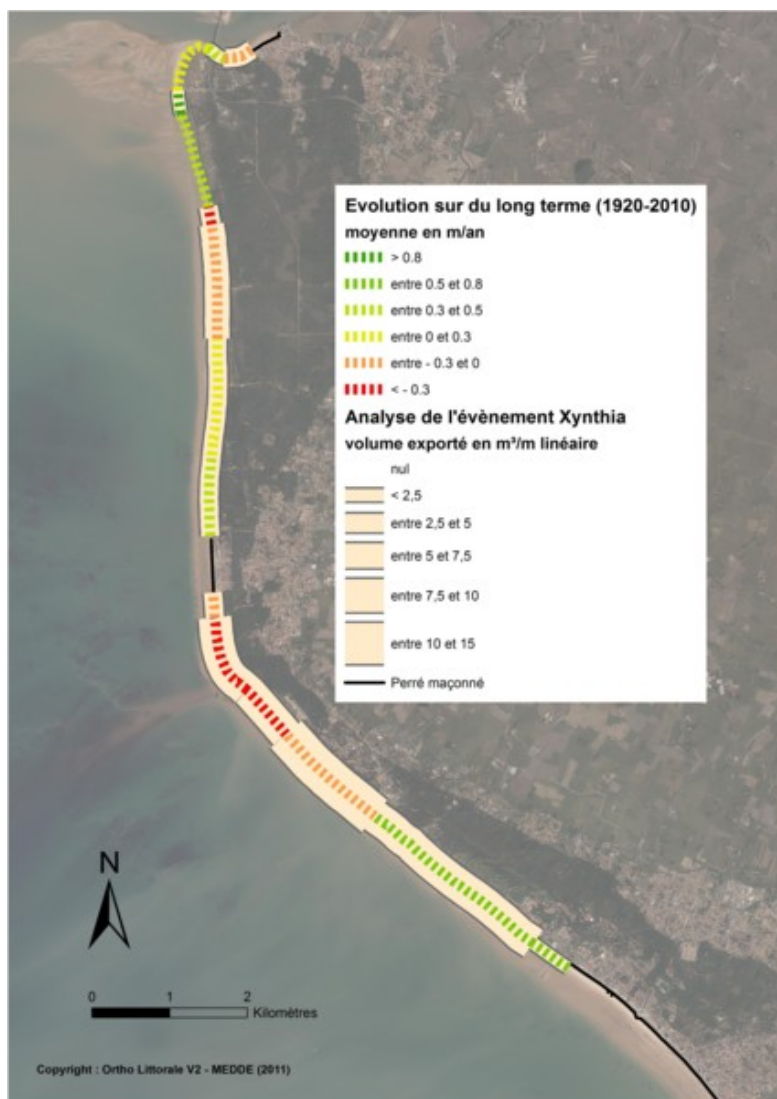 Evolution sur du long terme (1920-2010)
moyenne en m/an
> 0.8
entre 0.5 et 0.8
entre 0.3 et 0.5
entre 0 et 0.3
entre - 0.3 et 0
< - 0.3
Analyse de l'évènement Xynthia
volume exporté en m³/m linéaire
nul
< 2,5
entre 2,5 et 5
entre 5 et 7,5
entre 7,5 et 10
entre 10 et 15
Perré maçonné
N
0 1 2
Kilomètres
Copyright : Ortho Littorale V2 - MEDDE (2011)